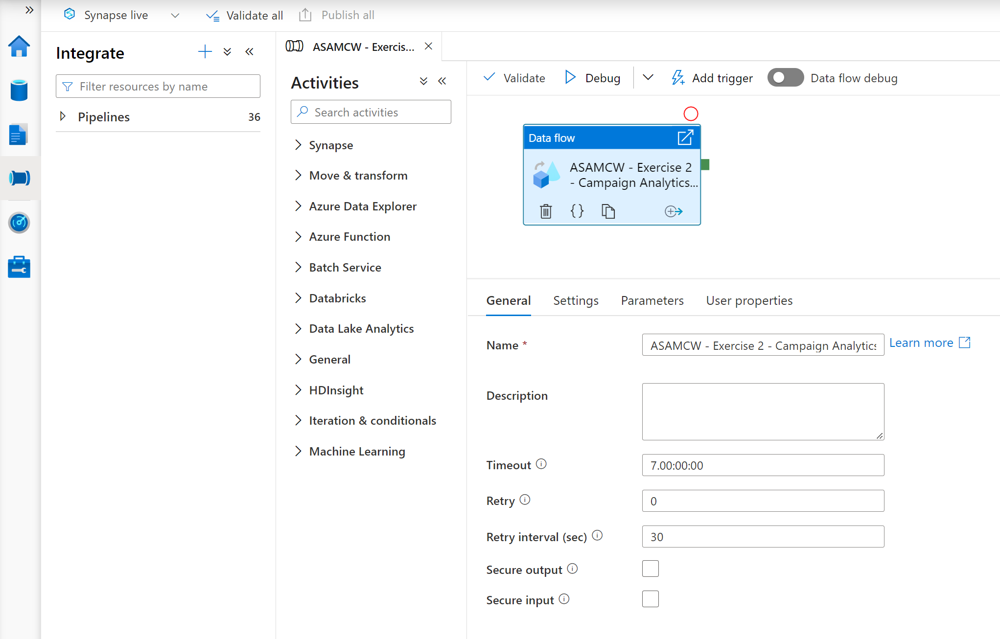 Synapse live
Validate all
Publish all
Integrate
Filter resources by name
Pipelines 36
ASAMCW - Exercis...
Activities
Search activities
Synapse
Move & transform
Azure Data Explorer
Azure Function
Batch Service
Databricks
Data Lake Analytics
General
HDInsight
Iteration & conditionals
Machine Learning
Validate
Debug
Add trigger
Data flow debug
Data flow
ASAMCW - Exercise 2
- Campaign Analytics...
{}
General Settings Parameters User properties
Name * ASAMCW - Exercise 2 - Campaign Analytics Learn more
Description
Timeout 7.00:00:00
Retry 0
Retry interval (sec) 30
Secure output
Secure input